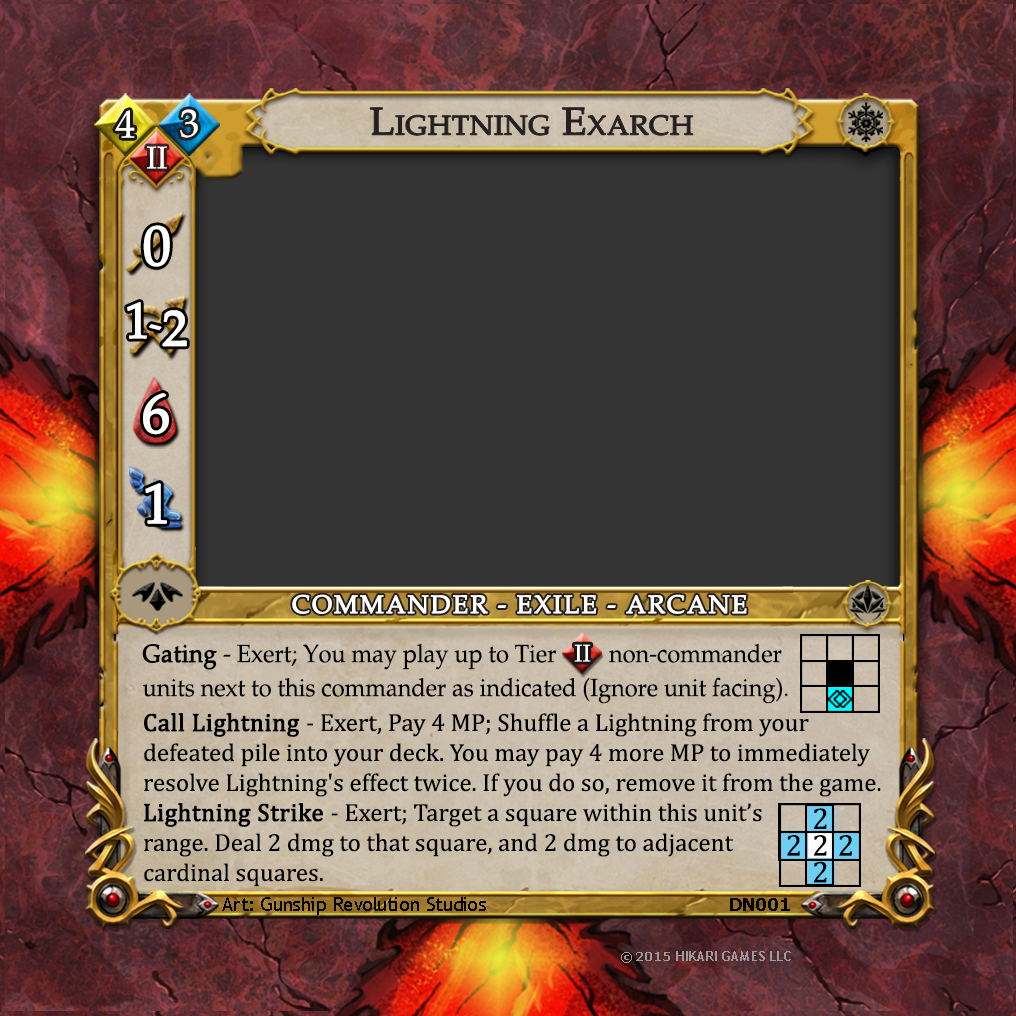 4 3
II
LIGHTNING EXARCH
0
1-2
6
1
COMMANDER - EXILE - ARCANE
Gating - Exert; You may play up to Tier II non-commander
units next to this commander as indicated (Ignore unit facing).
Call Lightning - Exert, Pay 4 MP; Shuffle a Lightning from your
defeated pile into your deck. You may pay 4 more MP to immediately
resolve Lightning's effect twice. If you do so, remove it from the game.
Lightning Strike - Exert; Target a square within this unit’s
range. Deal 2 dmg to that square, and 2 dmg to adjacent
cardinal squares.
2
2 2 2
2
Art: Gunship Revolution Studios DN001
© 2015 HIKARI GAMES LLC